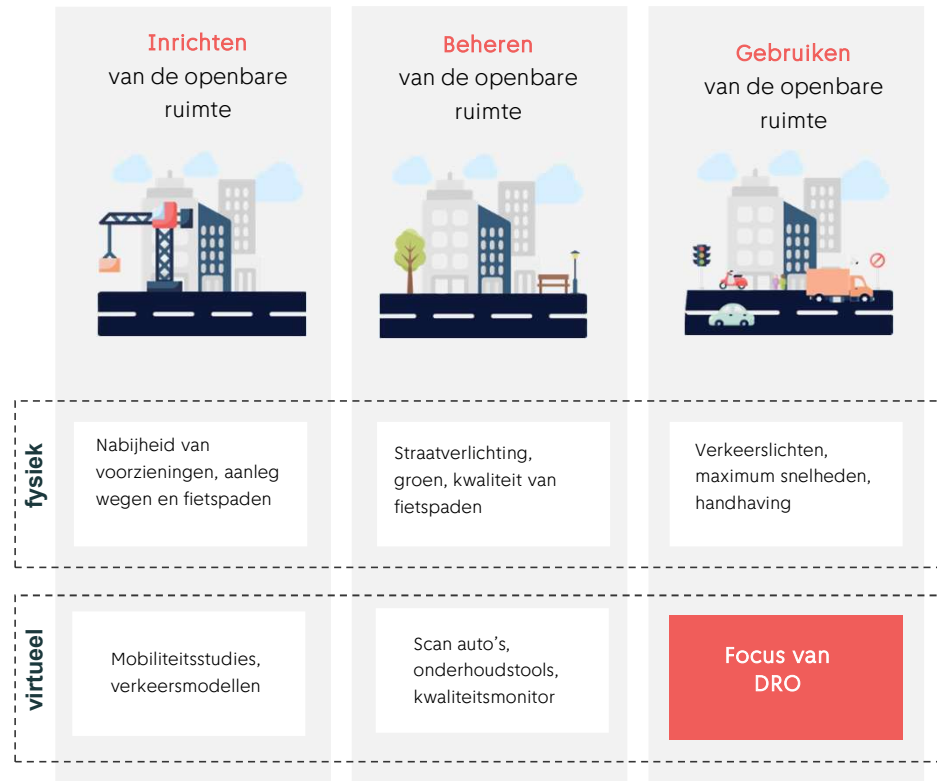 Inrichten
van de openbare
ruimte
Beheren
van de openbare
ruimte
Gebruiken
van de openbare
ruimte
fysiek
Nabijheid van
voorzieningen, aanleg
wegen en fietspaden
Straatverlichting,
groen, kwaliteit van
fietspaden
Verkeerslichten,
maximum snelheden,
handhaving
virtueel
Mobiliteitsstudies,
verkeersmodellen
Scan auto's,
onderhoudstools,
kwaliteitsmonitor
Focus van
DRO